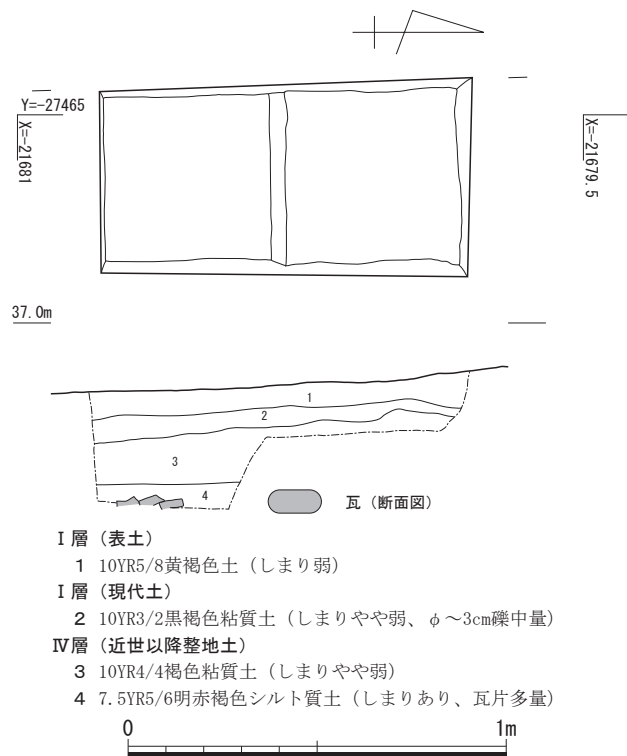 Y=-27465
X=-21681
X=-21679.5
37.0m
1
2
3
4
瓦（断面図）
Ⅰ層（表土）
1 10YR5/8黄褐色土（しまり弱）
Ⅰ層（現代土）
2 10YR3/2黒褐色粘質土（しまりやや弱、φ～3cm礫中量）
Ⅳ層（近世以降整地土）
3 10YR4/4褐色粘質土（しまりやや弱）
4 7.5YR5/6明赤褐色シルト質土（しまりあり、瓦片多量）
0 1m